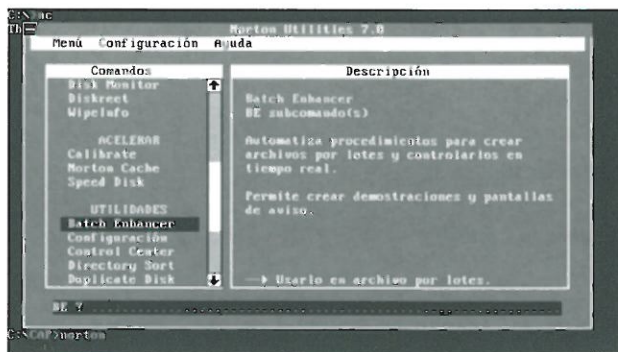 C:\>nc
Th
Norton Utilities 7.0
Menú Configuración Ayuda
Comandos
Disk Monitor
Diskreet
WipeInfo
ACELERAR
Calibrate
Norton Cache
Speed Disk
UTILIDADES
Batch Enhancer
Configuración
Control Center
Directory Sort
Duplicate Disk
Descripción
Batch Enhancer
BE subcomando(s)
Automatiza procedimientos para crear
archivos por lotes y controlarlos en
tiempo real.
Permite crear demostraciones y pantallas
de aviso.
—→ Usarlo en archivo por lotes.
BE
C:\CAP>norton